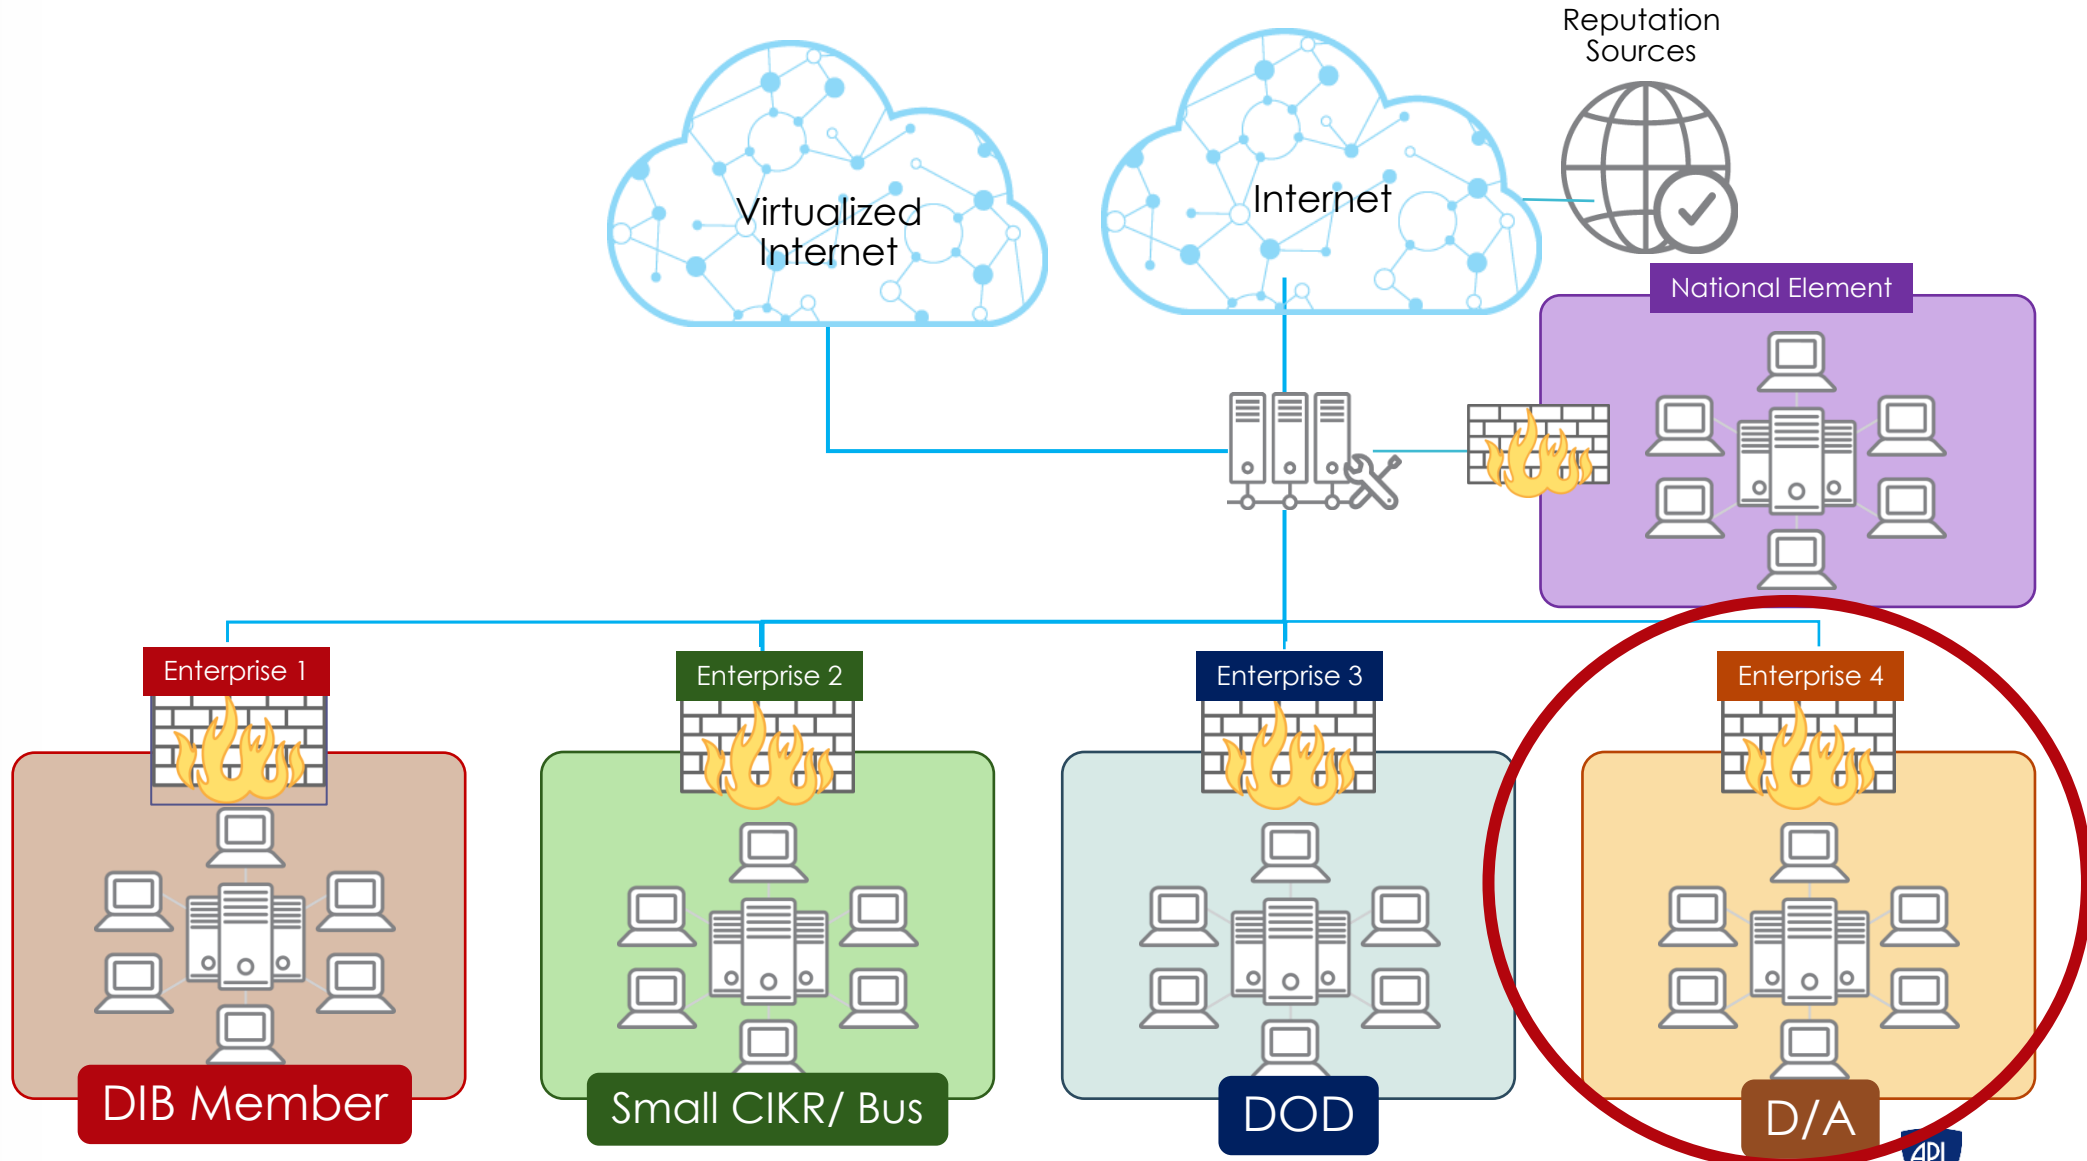 Reputation
Sources
Virtualized
Internet
Internet
National Element
Enterprise 1
Enterprise 2
Enterprise 3
Enterprise 4
DIB Member
Small CIKR/ Bus
DOD
D/A
APL